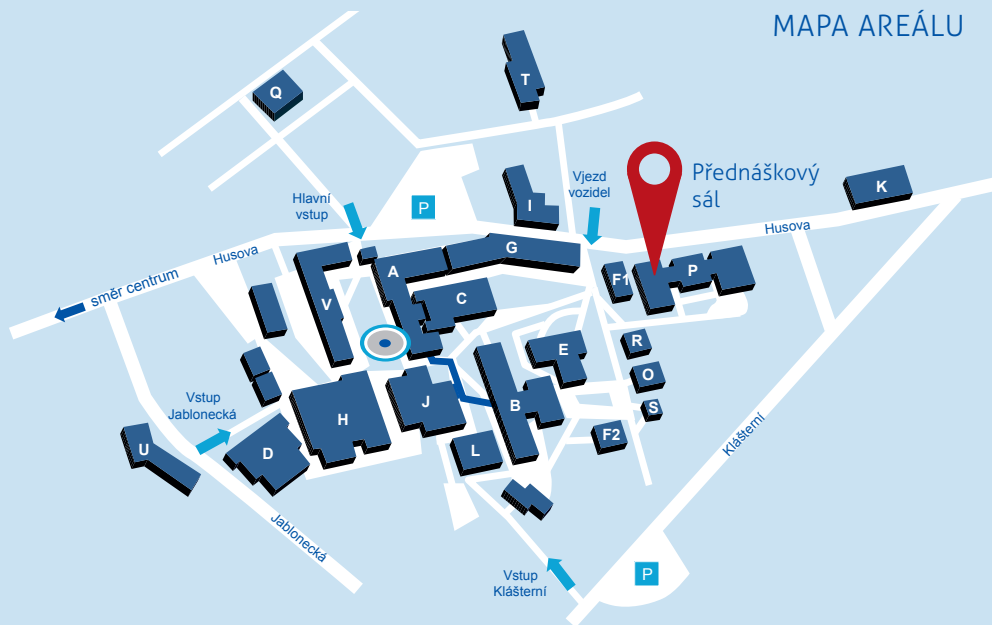 MAPA AREÁLU
T
Q
Přednáškový
sál
Vjezd
vozidel
K
Hlavní
vstup
P
I
Husova
Husova
G
A
F1
P
směr centrum
V
C
R
E
O
Vstup
Jablonecká
J
B
S
H
F2
U
D
L
Klášterní
Jablonecká
Vstup
Klášterní
P